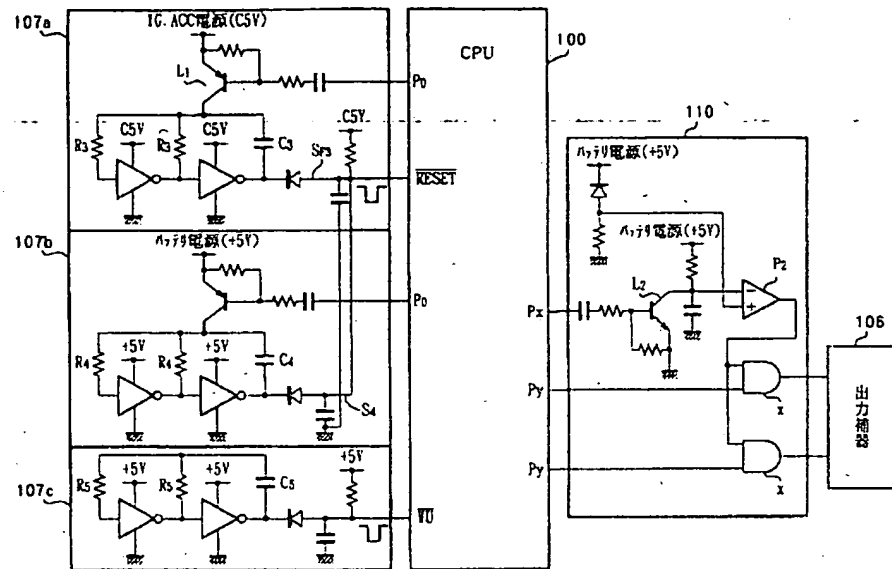 107a
IG. ACC電源(C5V)
L1
P0
R3
C5V
R3
C5V
C3
SF3
C5V
RESET
107b
バッテリ電源(+5V)
P0
R4
+5V
R4
+5V
C4
S4
107c
R5
+5V
R5
+5V
C5
+5V
VU
CPU
100
110
バッテリ電源(+5V)
バッテリ電源(+5V)
L2
P2
Px
Py
Py
x
x
106
出力補器